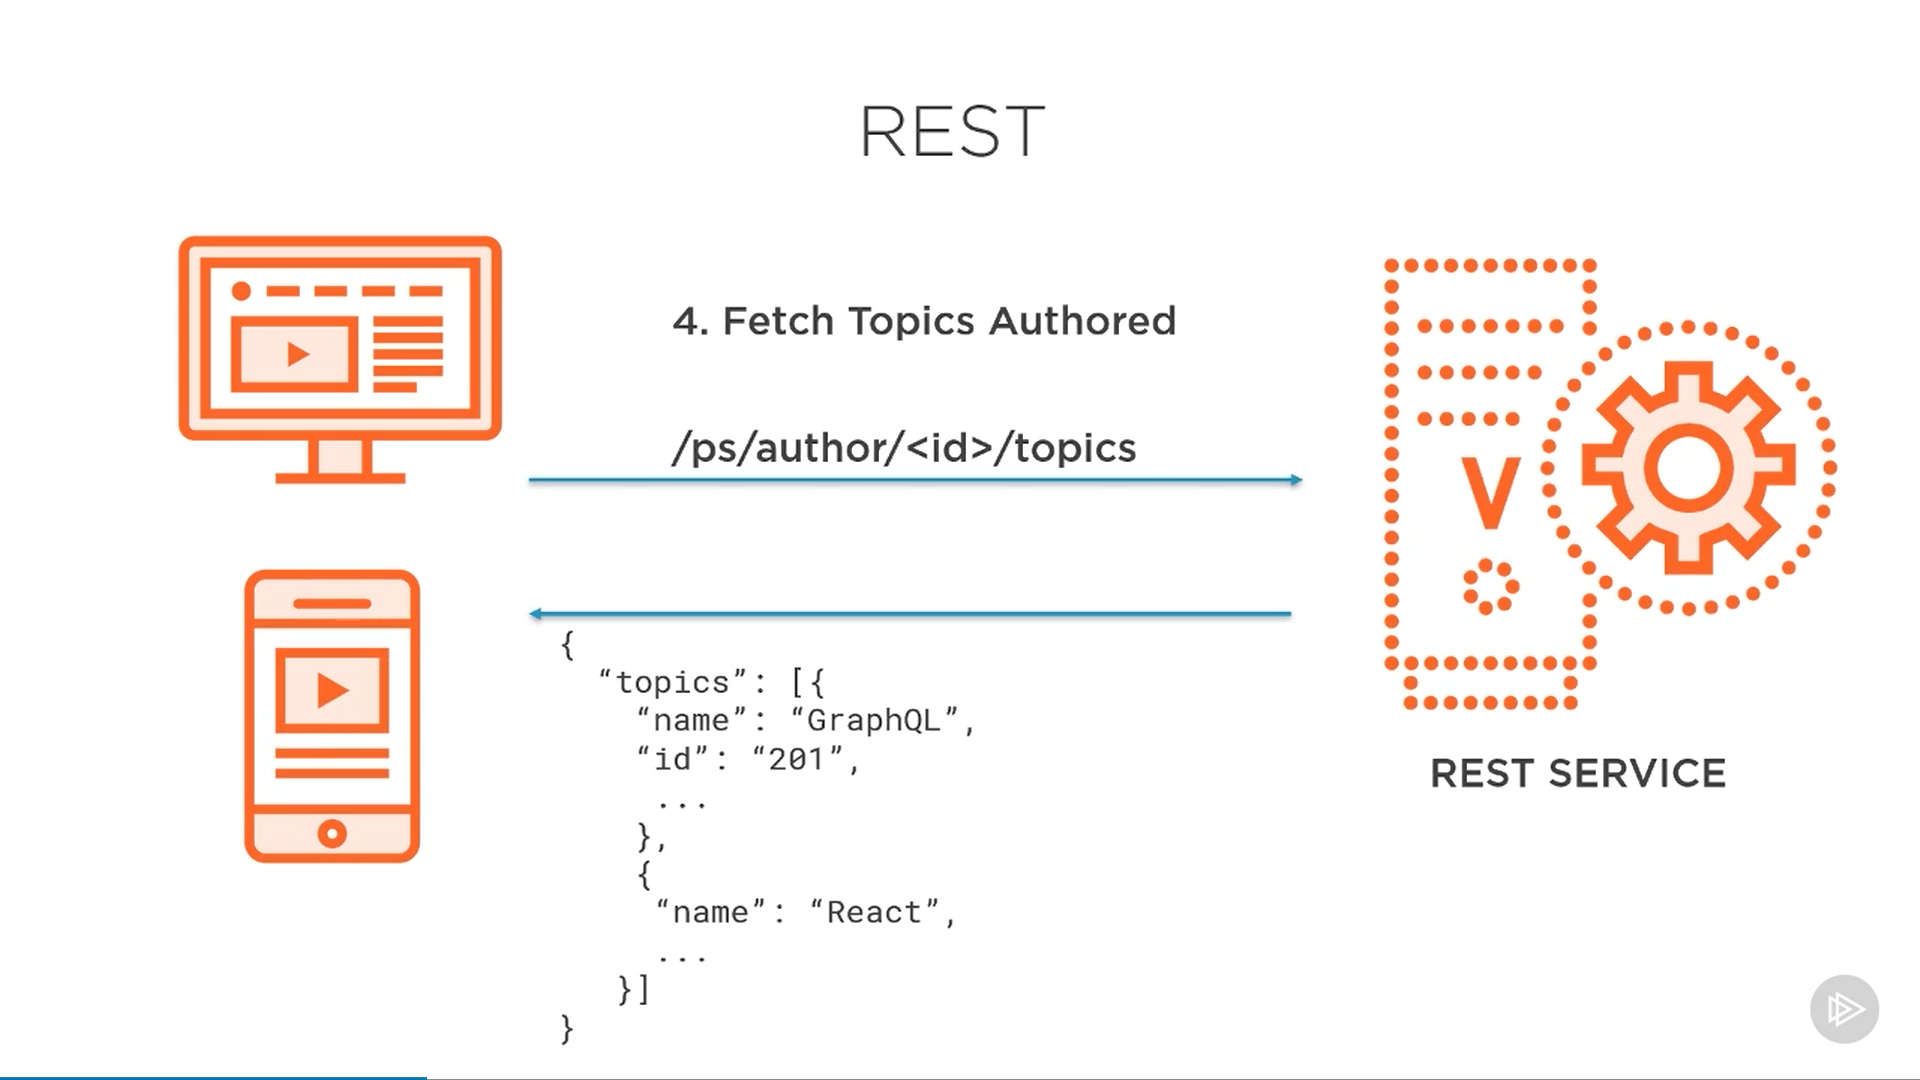 REST
4. Fetch Topics Authored
/ps/author/<id>/topics
{
“topics”: [{
“name”: “GraphQL”,
“id”: “201”,
...
},
{
“name”: “React”,
...
}]
}
REST SERVICE